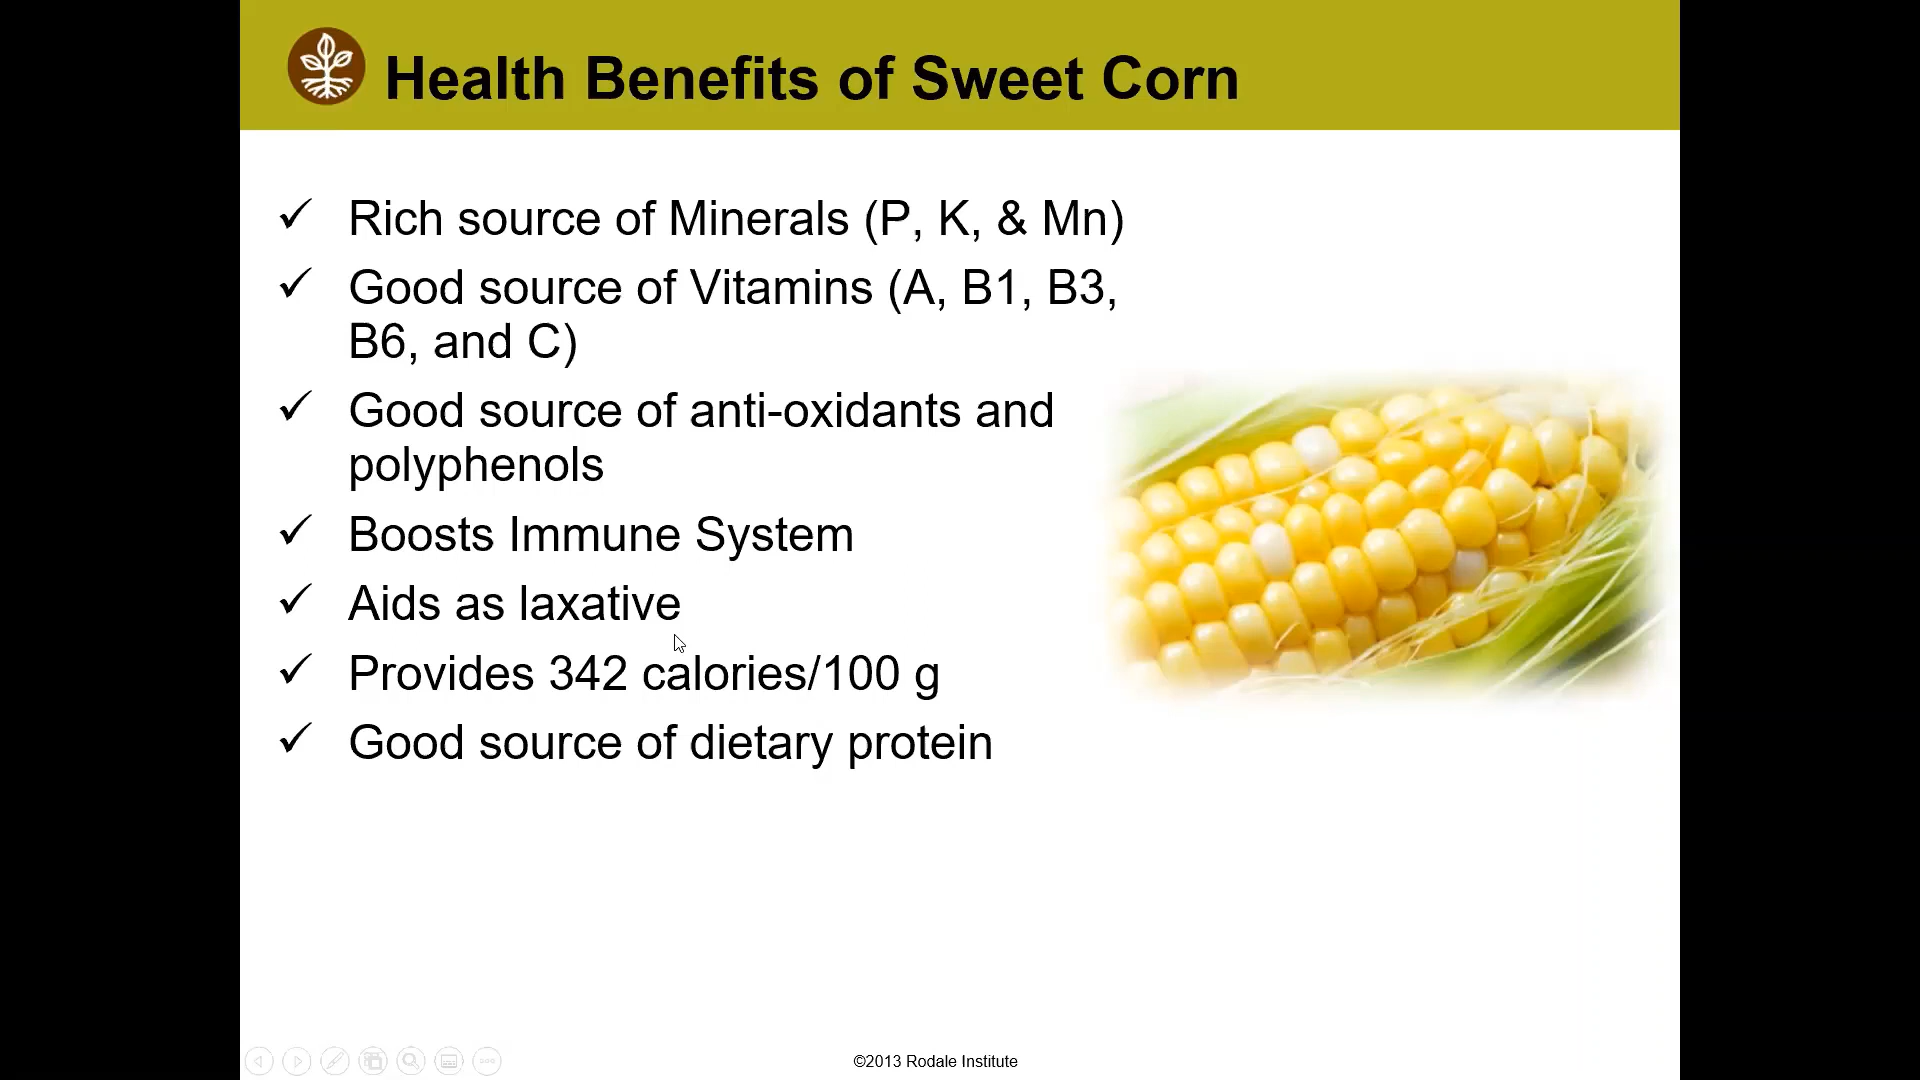 Health Benefits of Sweet Corn
✓ Rich source of Minerals (P, K, & Mn)
✓ Good source of Vitamins (A, B1, B3,
B6, and C)
✓ Good source of anti-oxidants and
polyphenols
✓ Boosts Immune System
✓ Aids as laxative
✓ Provides 342 calories/100 g
✓ Good source of dietary protein
©2013 Rodale Institute